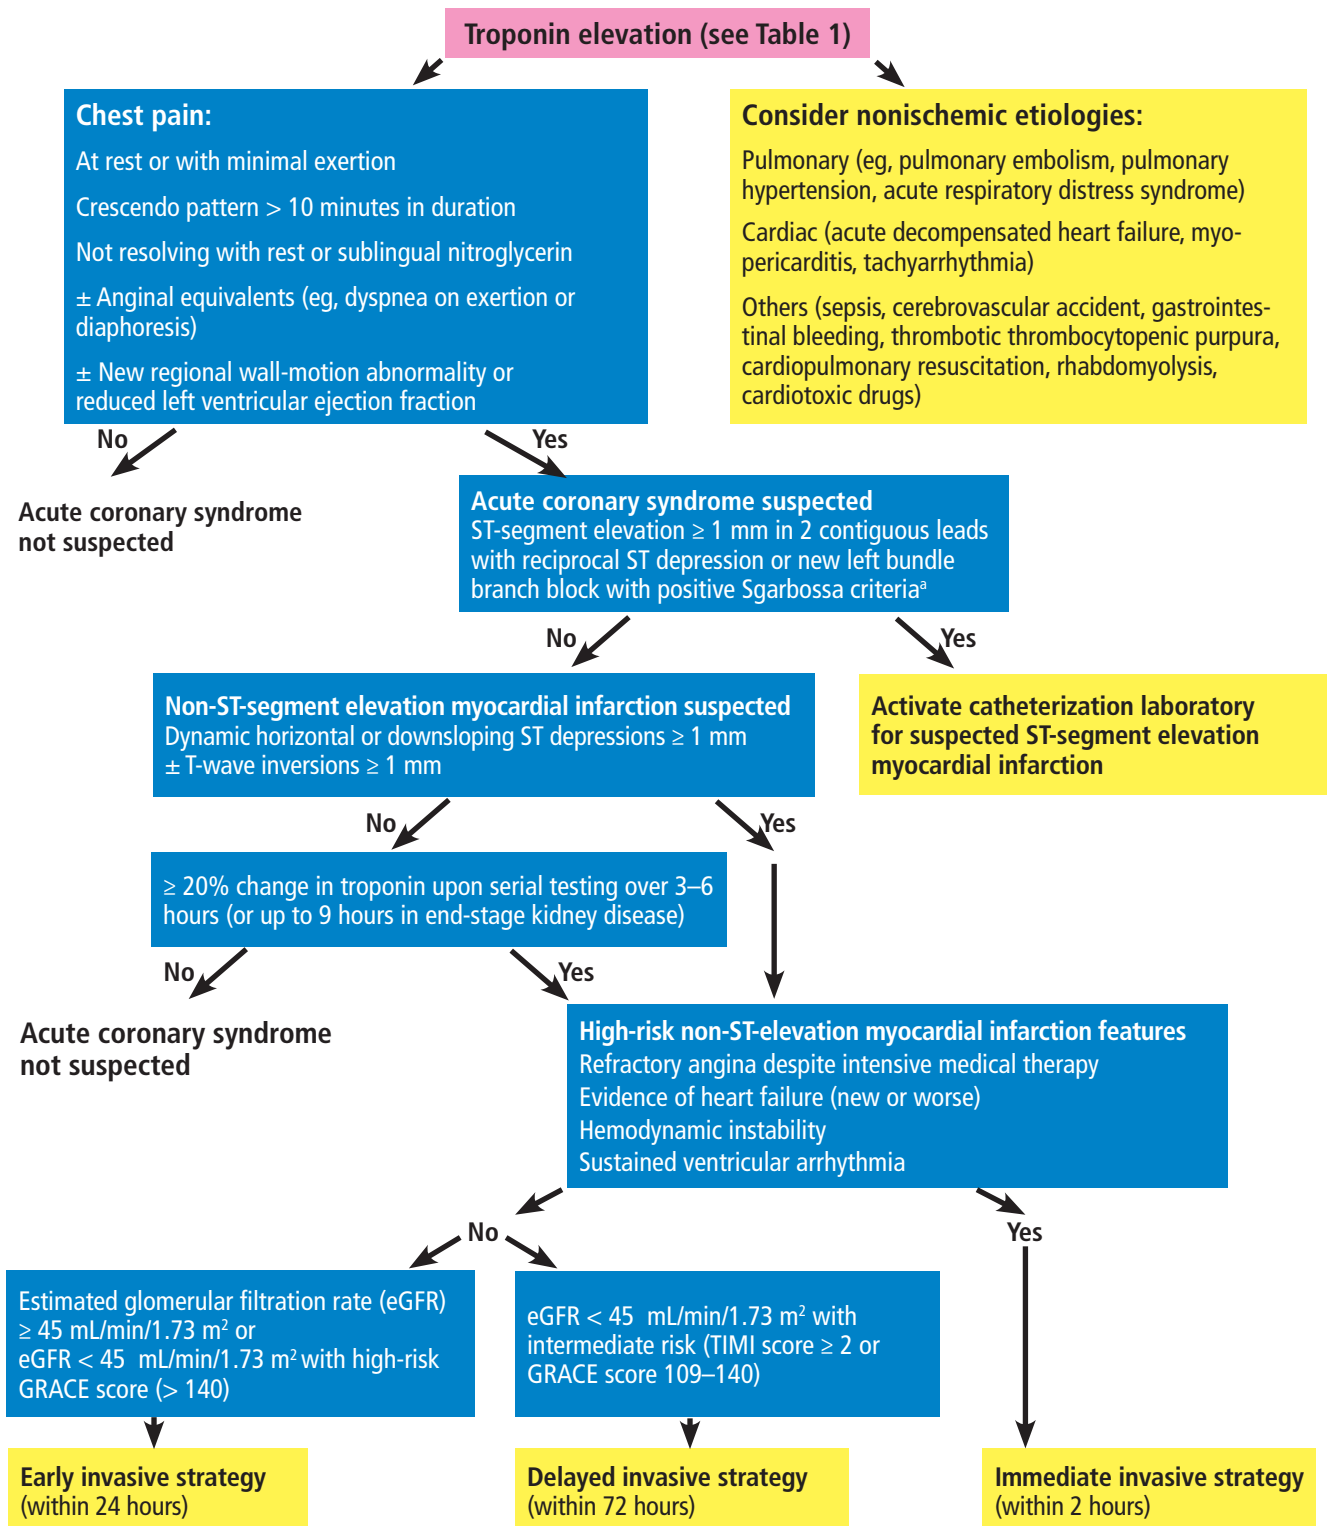 Troponin elevation (see Table 1)
Chest pain:
At rest or with minimal exertion
Crescendo pattern > 10 minutes in duration
Not resolving with rest or sublingual nitroglycerin
± Anginal equivalents (eg, dyspnea on exertion or
diaphoresis)
± New regional wall-motion abnormality or
reduced left ventricular ejection fraction
Consider nonischemic etiologies:
Pulmonary (eg, pulmonary embolism, pulmonary
hypertension, acute respiratory distress syndrome)
Cardiac (acute decompensated heart failure, myo-
pericarditis, tachyarrhythmia)
Others (sepsis, cerebrovascular accident, gastrointes-
tinal bleeding, thrombotic thrombocytopenic purpura,
cardiopulmonary resuscitation, rhabdomyolysis,
cardiotoxic drugs)
No
Yes
Acute coronary syndrome
not suspected
Acute coronary syndrome suspected
ST-segment elevation ≥ 1 mm in 2 contiguous leads
with reciprocal ST depression or new left bundle
branch block with positive Sgarbossa criteriaᵃ
No
Yes
Non-ST-segment elevation myocardial infarction suspected
Dynamic horizontal or downsloping ST depressions ≥ 1 mm
± T-wave inversions ≥ 1 mm
Activate catheterization laboratory
for suspected ST-segment elevation
myocardial infarction
No
Yes
≥ 20% change in troponin upon serial testing over 3–6
hours (or up to 9 hours in end-stage kidney disease)
No
Yes
Acute coronary syndrome
not suspected
High-risk non-ST-elevation myocardial infarction features
Refractory angina despite intensive medical therapy
Evidence of heart failure (new or worse)
Hemodynamic instability
Sustained ventricular arrhythmia
No
Yes
Estimated glomerular filtration rate (eGFR)
≥ 45 mL/min/1.73 m² or
eGFR < 45 mL/min/1.73 m² with high-risk
GRACE score (> 140)
eGFR < 45 mL/min/1.73 m² with
intermediate risk (TIMI score ≥ 2 or
GRACE score 109–140)
Early invasive strategy
(within 24 hours)
Delayed invasive strategy
(within 72 hours)
Immediate invasive strategy
(within 2 hours)